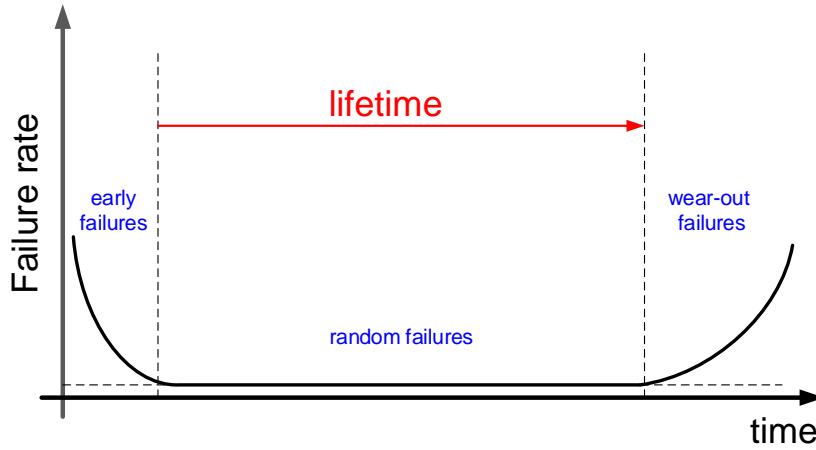 lifetime
Failure rate
early
failures
wear-out
failures
random failures
time